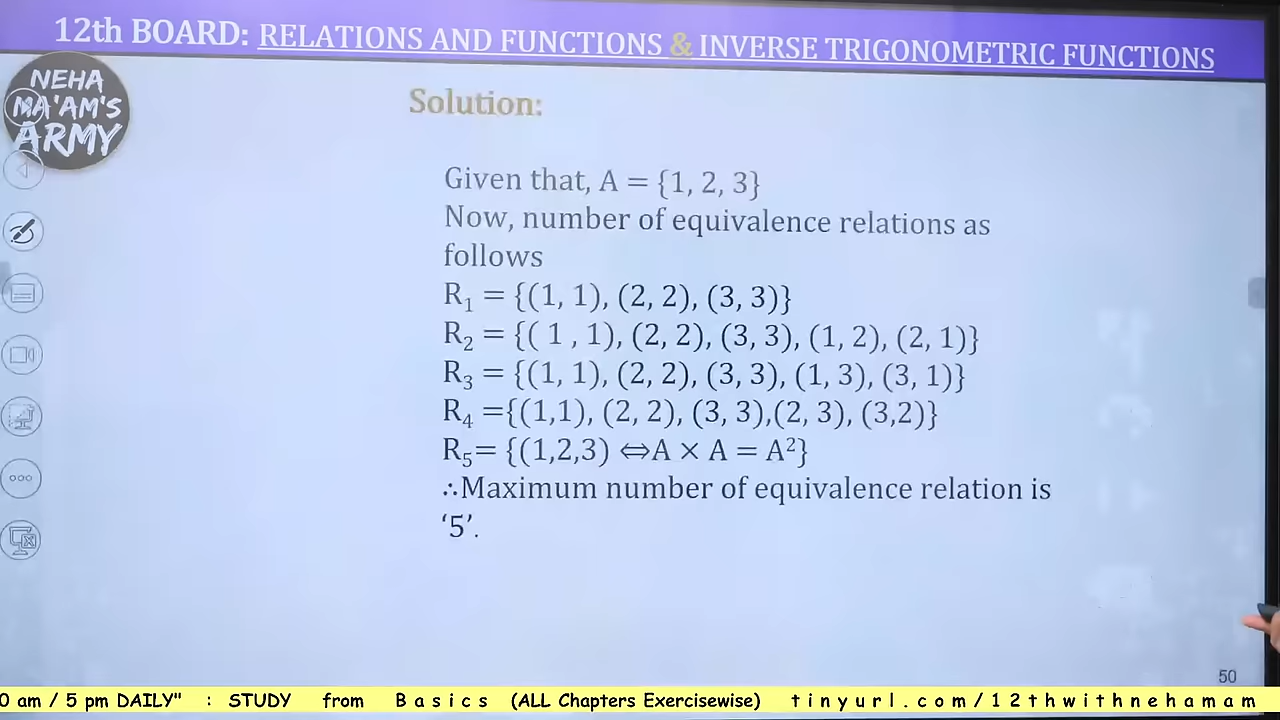 12th BOARD: RELATIONS AND FUNCTIONS & INVERSE TRIGONOMETRIC FUNCTIONS
NEHA
MA'AM'S
ARMY
Solution:
Given that, A = {1, 2, 3}
Now, number of equivalence relations as
follows
R₁ = {(1, 1), (2, 2), (3, 3)}
R₂ = {( 1 , 1), (2, 2), (3, 3), (1, 2), (2, 1)}
R₃ = {(1, 1), (2, 2), (3, 3), (1, 3), (3, 1)}
R₄ ={(1,1), (2, 2), (3, 3),(2, 3), (3,2)}
R₅= {(1,2,3) ⇔A × A = A²}
∴Maximum number of equivalence relation is
‘5’.
50
0 am / 5 pm DAILY" : STUDY from Basics (ALL Chapters Exercisewise) tinyurl.com/12thwithnehamam